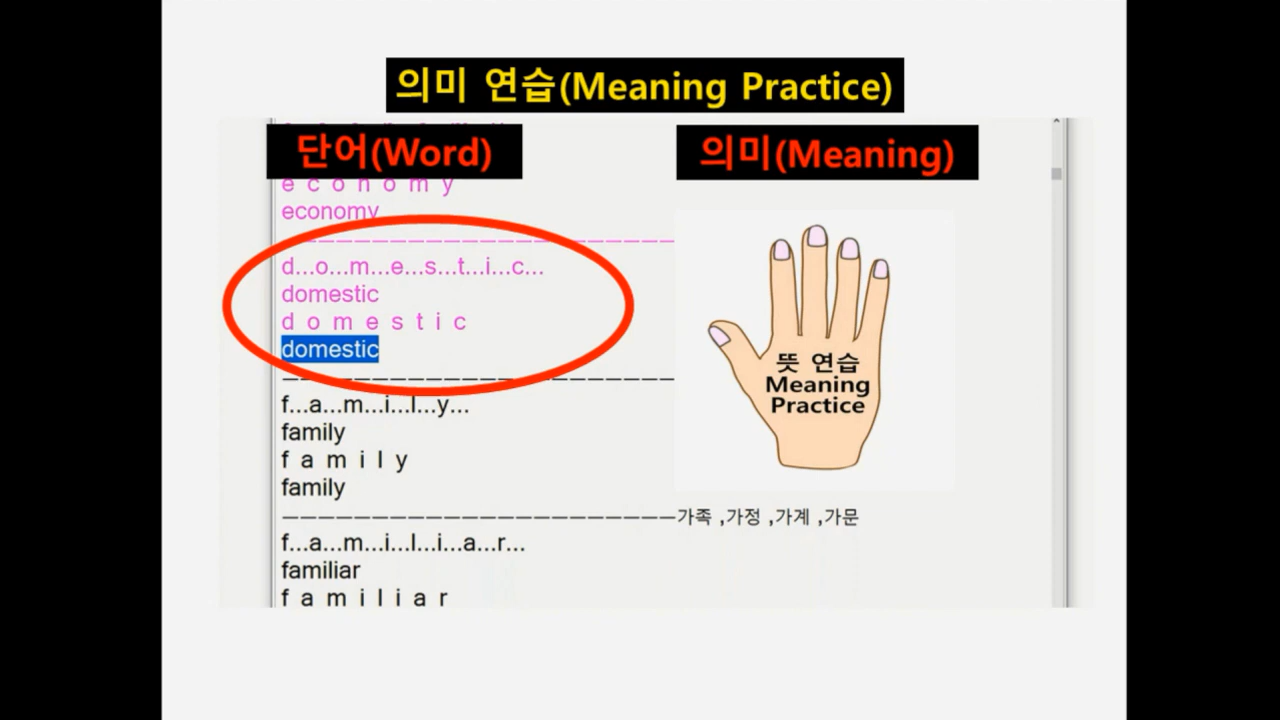 의미 연습(Meaning Practice)
단어(Word)
의미(Meaning)
e c o n o m y
economy
d...o...m...e...s...t...i...c...
domestic
d o m e s t i c
domestic
f...a...m...i...l...y...
family
f a m i l y
family
가족 ,가정 ,가계 ,가문
f...a...m...i...l...i...a...r...
familiar
f a m i l i a r
뜻 연습
Meaning
Practice